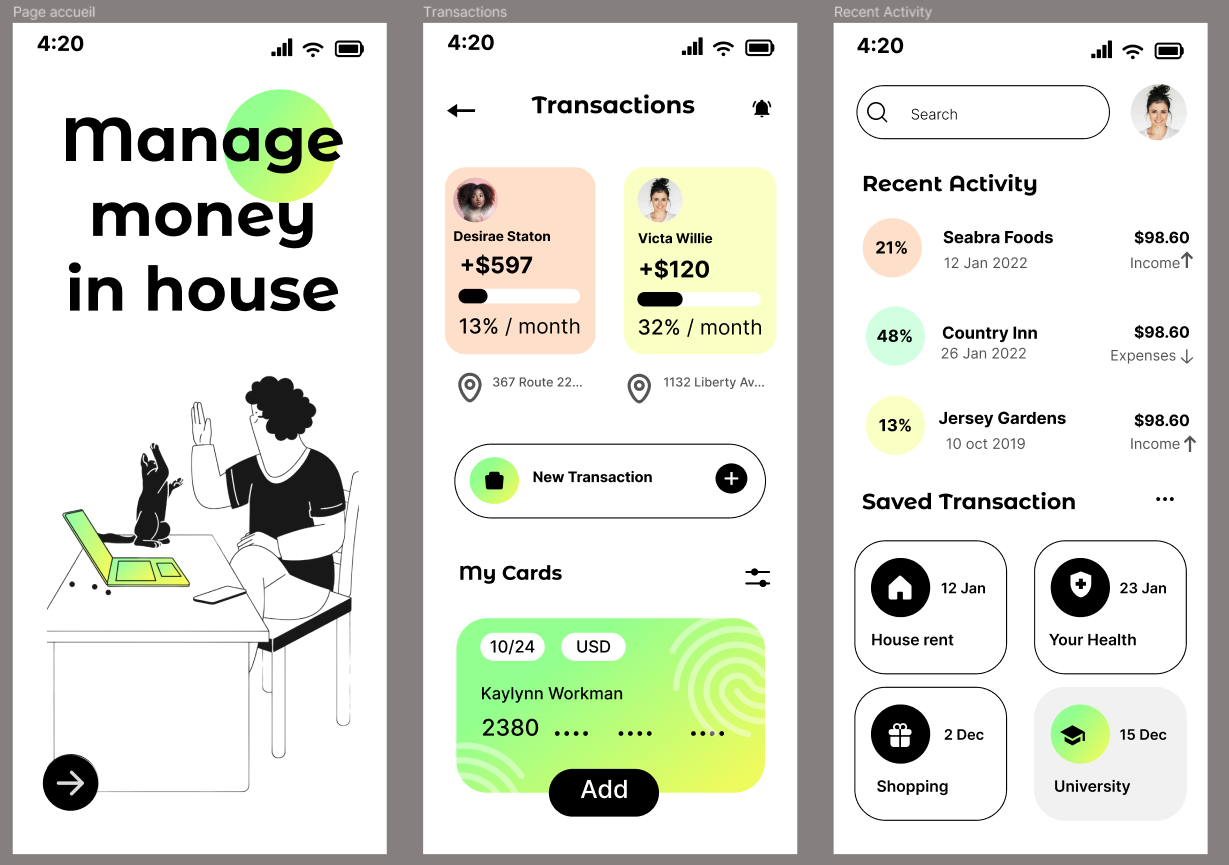 Page accueil
4:20
Manage
money
in house
Transactions
4:20
Transactions
Desirae Staton
+$597
13% / month
367 Route 22...
Victa Willie
+$120
32% / month
1132 Liberty Av...
New Transaction
My Cards
10/24 USD
Kaylynn Workman
2380 •••• •••• ••••
Add
Recent Activity
4:20
Search
Recent Activity
21% Seabra Foods $98.60
12 Jan 2022 Income
48% Country Inn $98.60
26 Jan 2022 Expenses
13% Jersey Gardens $98.60
10 oct 2019 Income
Saved Transaction ...
12 Jan
House rent
23 Jan
Your Health
2 Dec
Shopping
15 Dec
University